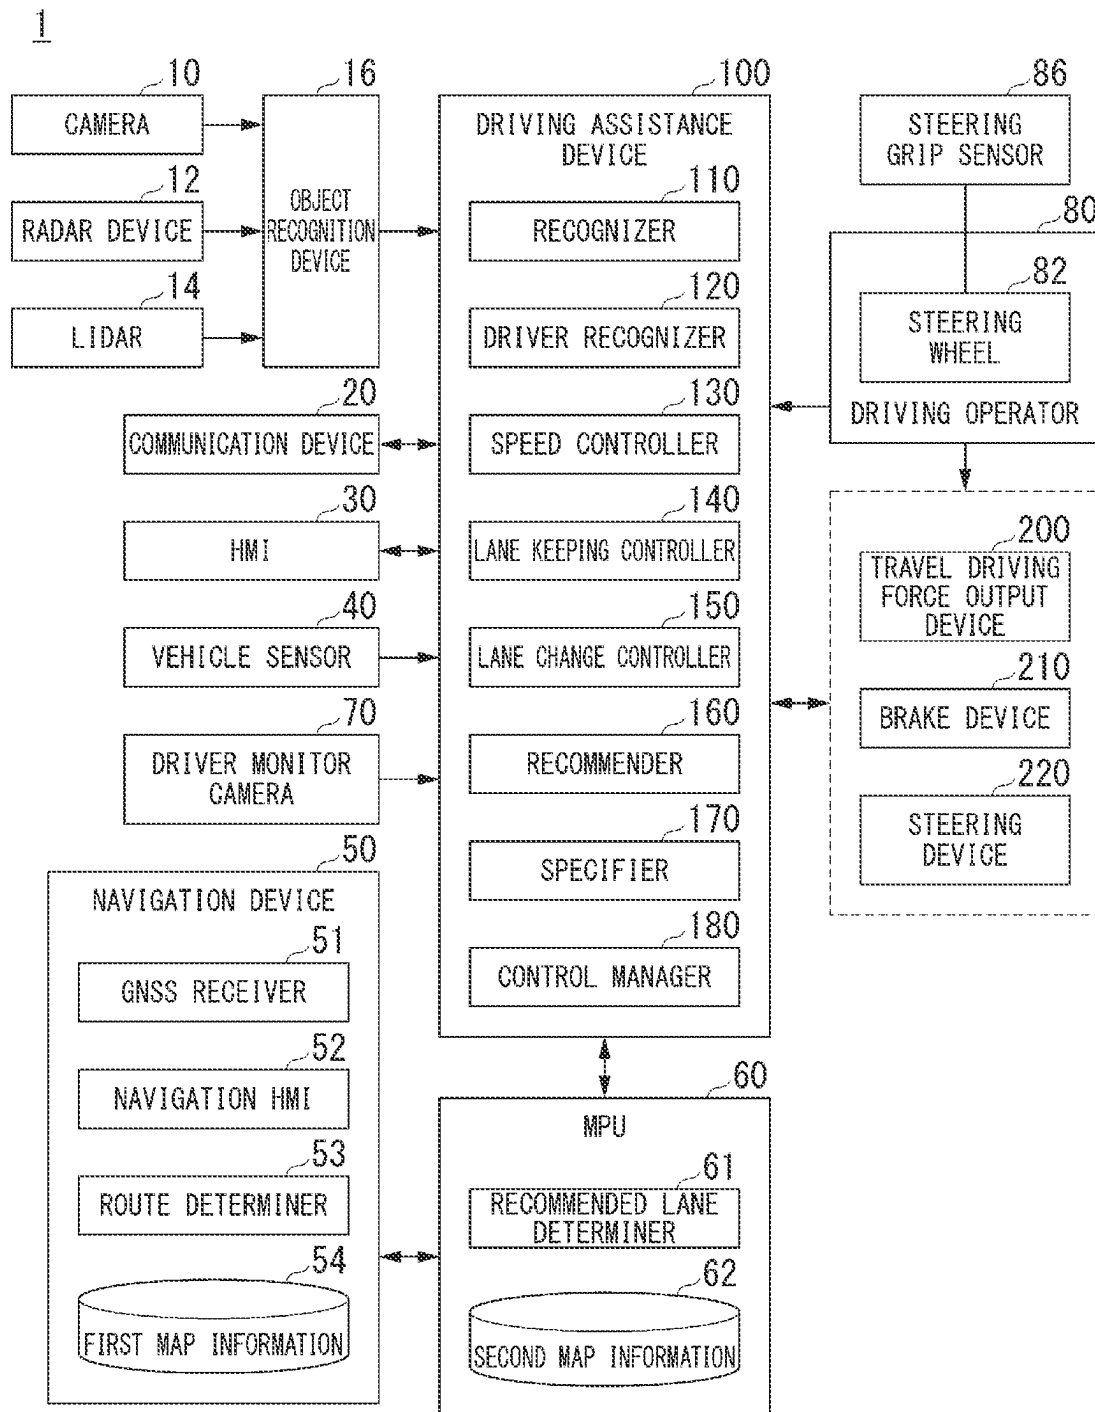 1
10
CAMERA
12
RADAR DEVICE
14
LIDAR
16
OBJECT
RECOGNITION
DEVICE
20
COMMUNICATION DEVICE
30
HMI
40
VEHICLE SENSOR
70
DRIVER MONITOR
CAMERA
50
NAVIGATION DEVICE
51
GNSS RECEIVER
52
NAVIGATION HMI
53
ROUTE DETERMINER
54
FIRST MAP INFORMATION
100
DRIVING ASSISTANCE
DEVICE
110
RECOGNIZER
120
DRIVER RECOGNIZER
130
SPEED CONTROLLER
140
LANE KEEPING CONTROLLER
150
LANE CHANGE CONTROLLER
160
RECOMMENDER
170
SPECIFIER
180
CONTROL MANAGER
60
MPU
61
RECOMMENDED LANE
DETERMINER
62
SECOND MAP INFORMATION
86
STEERING
GRIP SENSOR
80
82
STEERING
WHEEL
DRIVING OPERATOR
200
TRAVEL DRIVING
FORCE OUTPUT
DEVICE
210
BRAKE DEVICE
220
STEERING
DEVICE